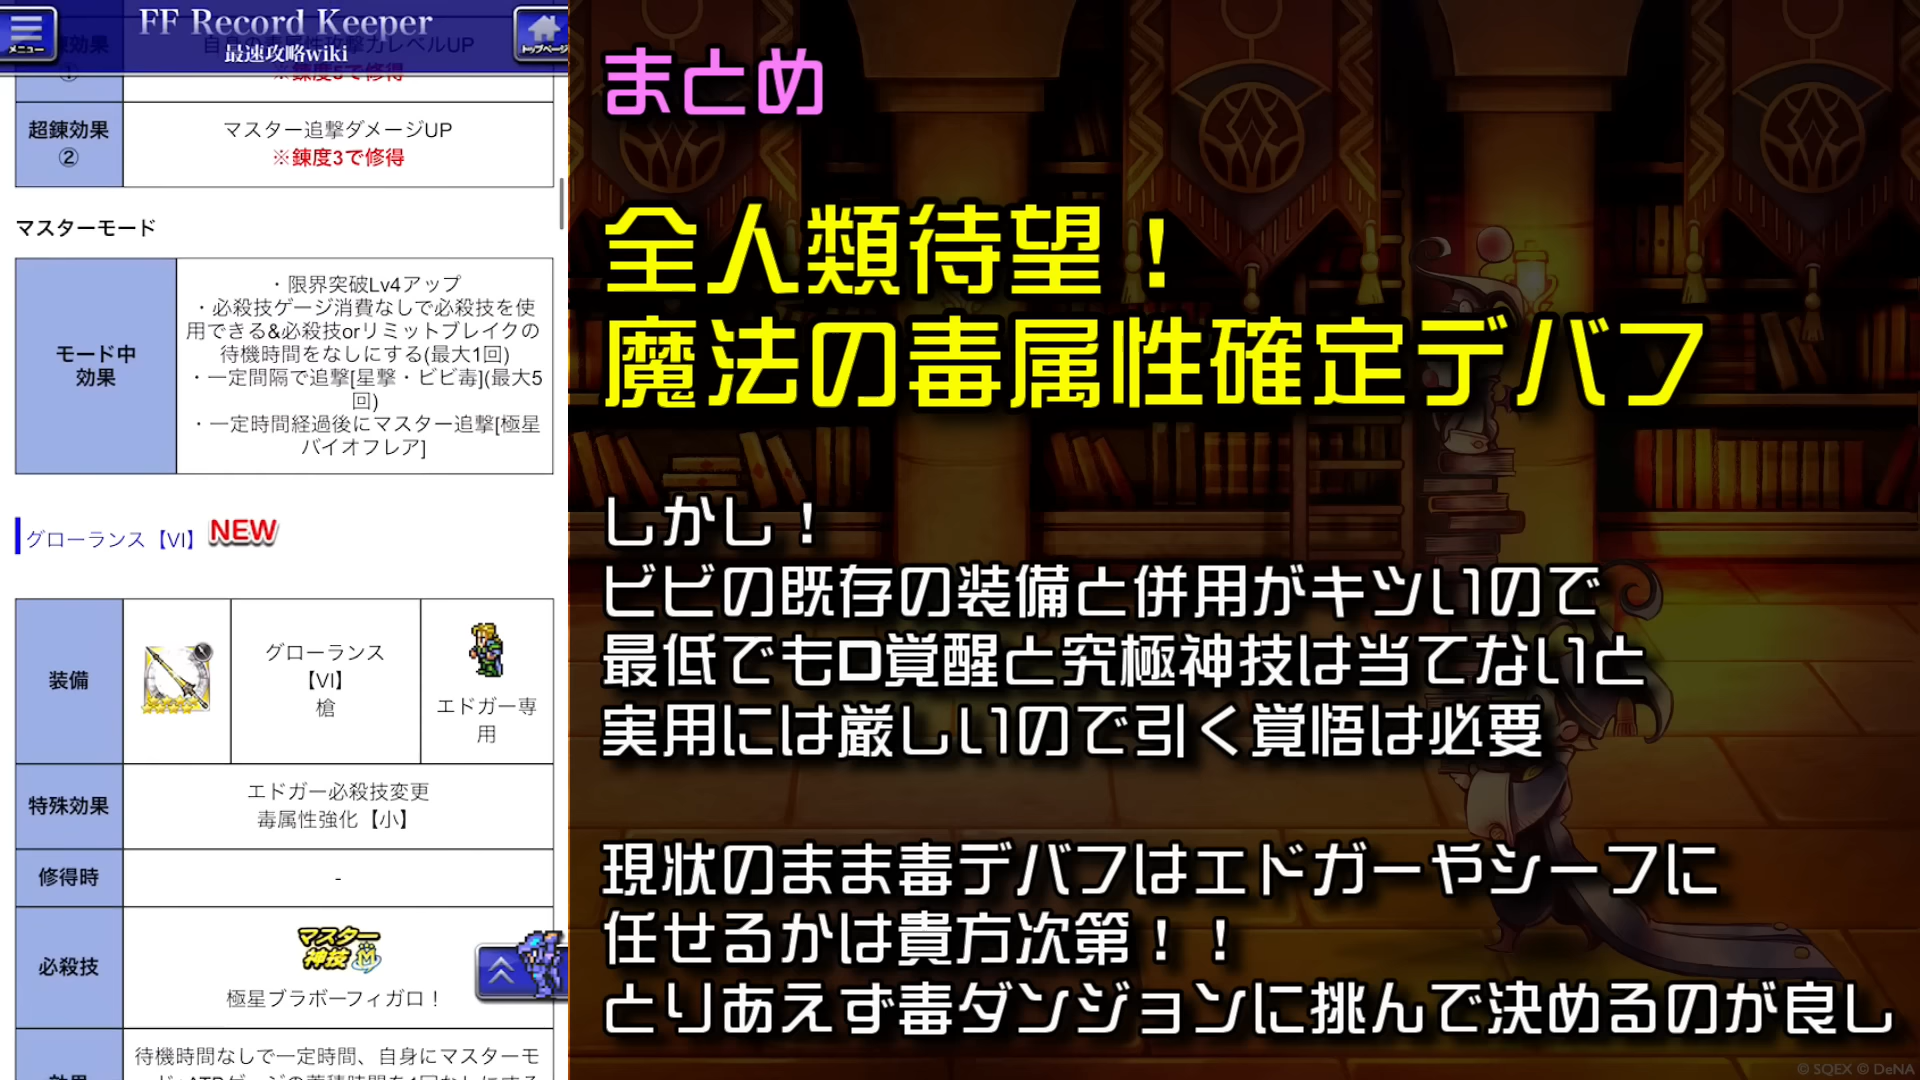 FF Record Keeper
最速攻略wiki
メニュー
トップページ
※錬度5で修得
超錬効果
②
マスター追撃ダメージUP
※錬度3で修得
マスターモード
モード中
効果
・限界突破Lv4アップ
・必殺技ゲージ消費なしで必殺技を使
用できる&必殺技orリミットブレイクの
待機時間をなしにする(最大1回)
・一定間隔で追撃[星撃・ビビ毒](最大5
回)
・一定時間経過後にマスター追撃[極星
バイオフレア]
グローランス【VI】 NEW
装備
グローランス
【VI】
槍
エドガー専
用
特殊効果
エドガー必殺技変更
毒属性強化【小】
修得時
-
必殺技
マスター
神技
極星ブラボーフィガロ！
待機時間なしで一定時間、自身にマスターモ
まとめ
全人類待望！
魔法の毒属性確定デバフ
しかし！
ビビの既存の装備と併用がキツいので
最低でもD覚醒と究極神技は当てないと
実用には厳しいので引く覚悟は必要
現状のまま毒デバフはエドガーやシーフに
任せるかは貴方次第！！
とりあえず毒ダンジョンに挑んで決めるのが良し
© SQEX © DeNA